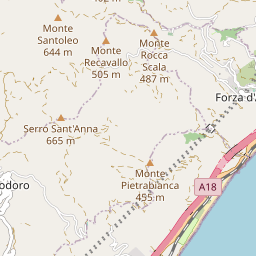 Monte
Santoleo
644 m
Monte
Recavallo
505 m
Monte
Rocca
Scala
487 m
Forza d'A
Serro Sant'Anna
665 m
Monte
Pietrabianca
455 m
A18
odoro